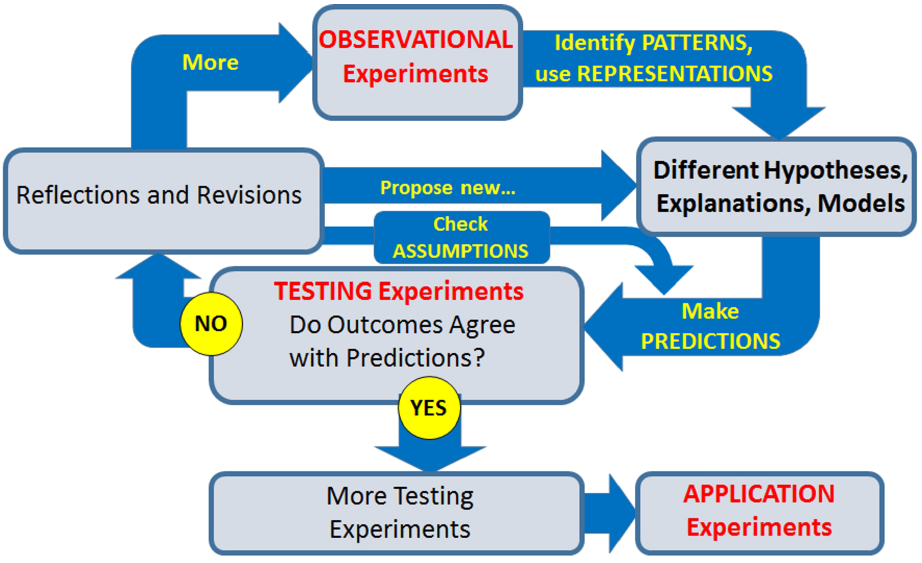 OBSERVATIONAL
Experiments
Identify PATTERNS,
use REPRESENTATIONS
More
Reflections and Revisions
Propose new...
Different Hypotheses,
Explanations, Models
Check
ASSUMPTIONS
TESTING Experiments
Do Outcomes Agree
with Predictions?
NO
Make
PREDICTIONS
YES
More Testing
Experiments
APPLICATION
Experiments